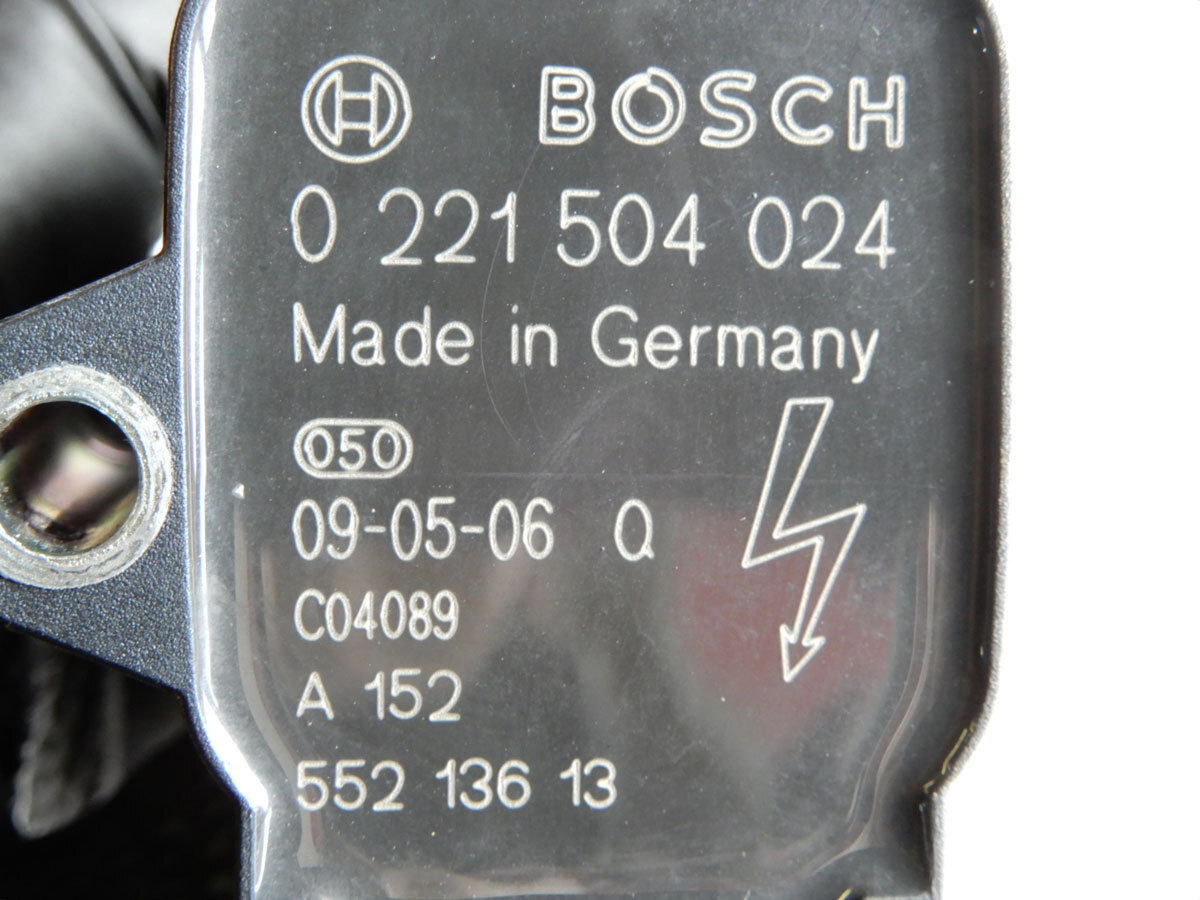 BOSCH
0 221 504 024
Made in Germany
050
09-05-06 Q
C04089
A 152
552 136 13